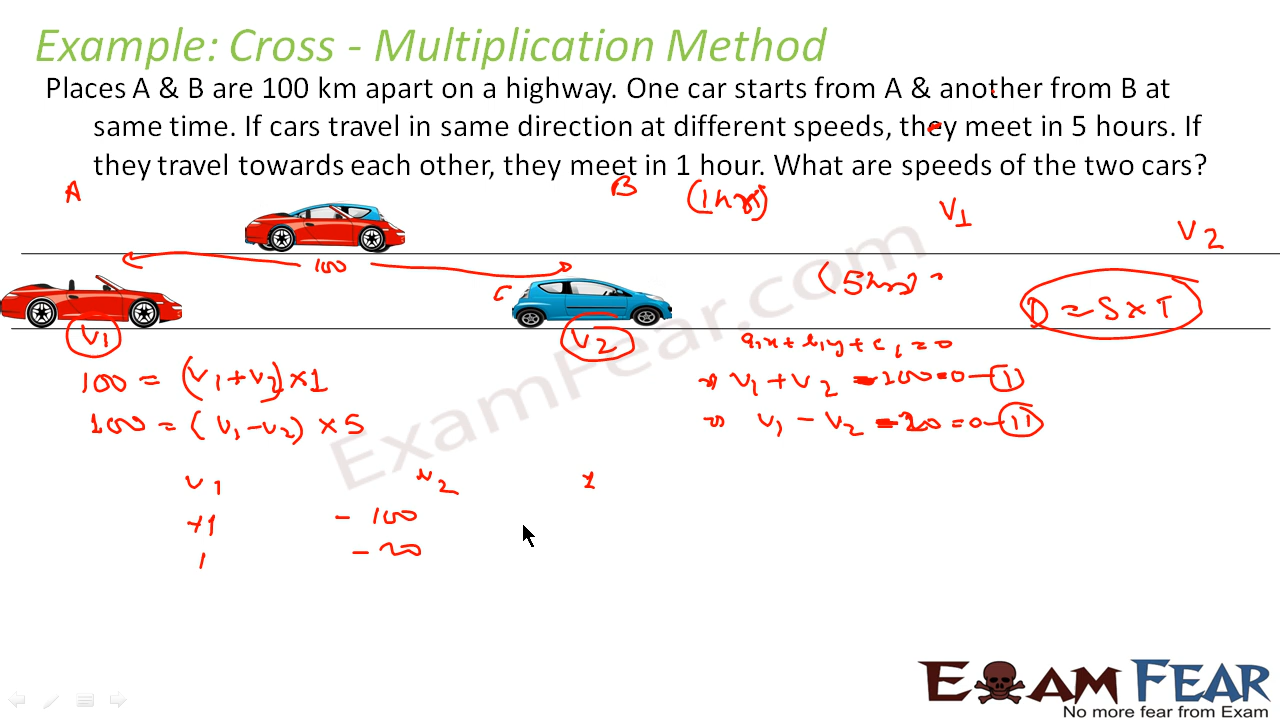 Example: Cross - Multiplication Method
Places A & B are 100 km apart on a highway. One car starts from A & another from B at
same time. If cars travel in same direction at different speeds, they meet in 5 hours. If
they travel towards each other, they meet in 1 hour. What are speeds of the two cars?
A B (1hrs) V1 V2
100 (5hrs)
D = S × T
V1 V2
a1x + b1y + c1 = 0
100 = (V1 + V2) × 1
⇒ V1 + V2 - 100 = 0 - (I)
100 = (V1 - V2) × 5
⇒ V1 - V2 - 20 = 0 - (II)
V1 V2 1
+1 - 100
1 - 20
ExamFear.com
EXAM FEAR
No more fear from Exam